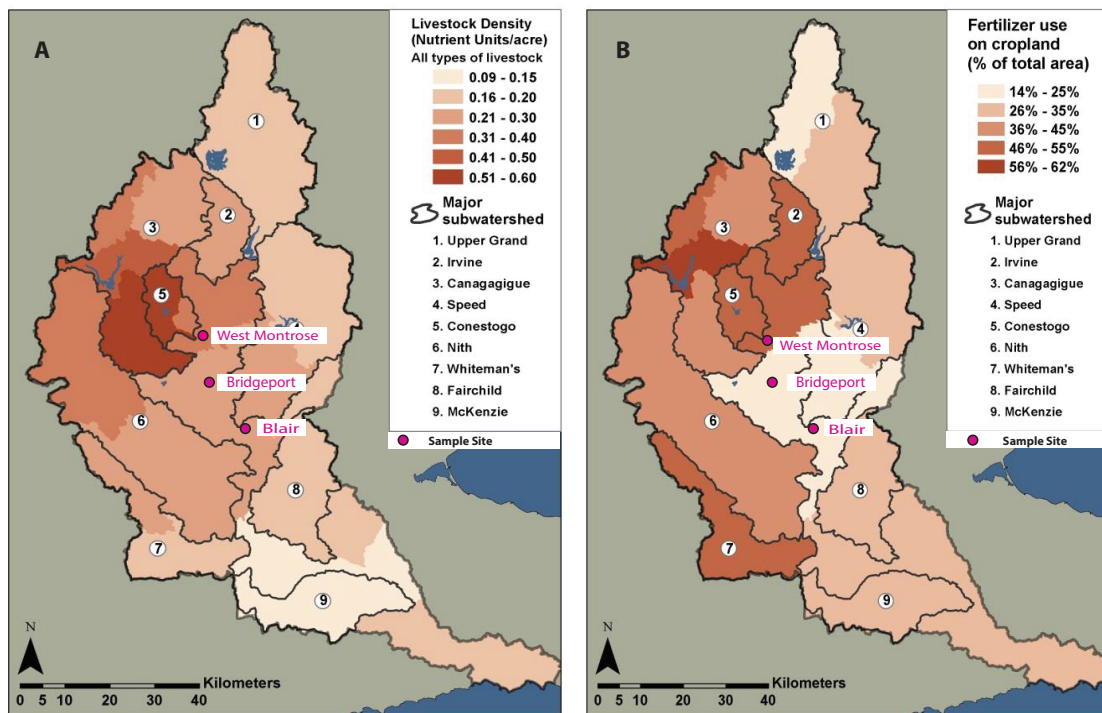 A
Livestock Density
(Nutrient Units/acre)
All types of livestock
0.09 - 0.15
0.16 - 0.20
0.21 - 0.30
0.31 - 0.40
0.41 - 0.50
0.51 - 0.60
Major
subwatershed
1. Upper Grand
2. Irvine
3. Canagagigue
4. Speed
5. Conestogo
6. Nith
7. Whiteman's
8. Fairchild
9. McKenzie
Sample Site
1
2
3
5
West Montrose
4
Bridgeport
Blair
6
8
7
9
N
Kilometers
0 5 10 20 30 40
B
Fertilizer use
on cropland
(% of total area)
14% - 25%
26% - 35%
36% - 45%
46% - 55%
56% - 62%
Major
subwatershed
1. Upper Grand
2. Irvine
3. Canagagigue
4. Speed
5. Conestogo
6. Nith
7. Whiteman's
8. Fairchild
9. McKenzie
Sample Site
1
2
3
5
4
West Montrose
Bridgeport
Blair
6
8
7
9
N
Kilometers
0 5 10 20 30 40